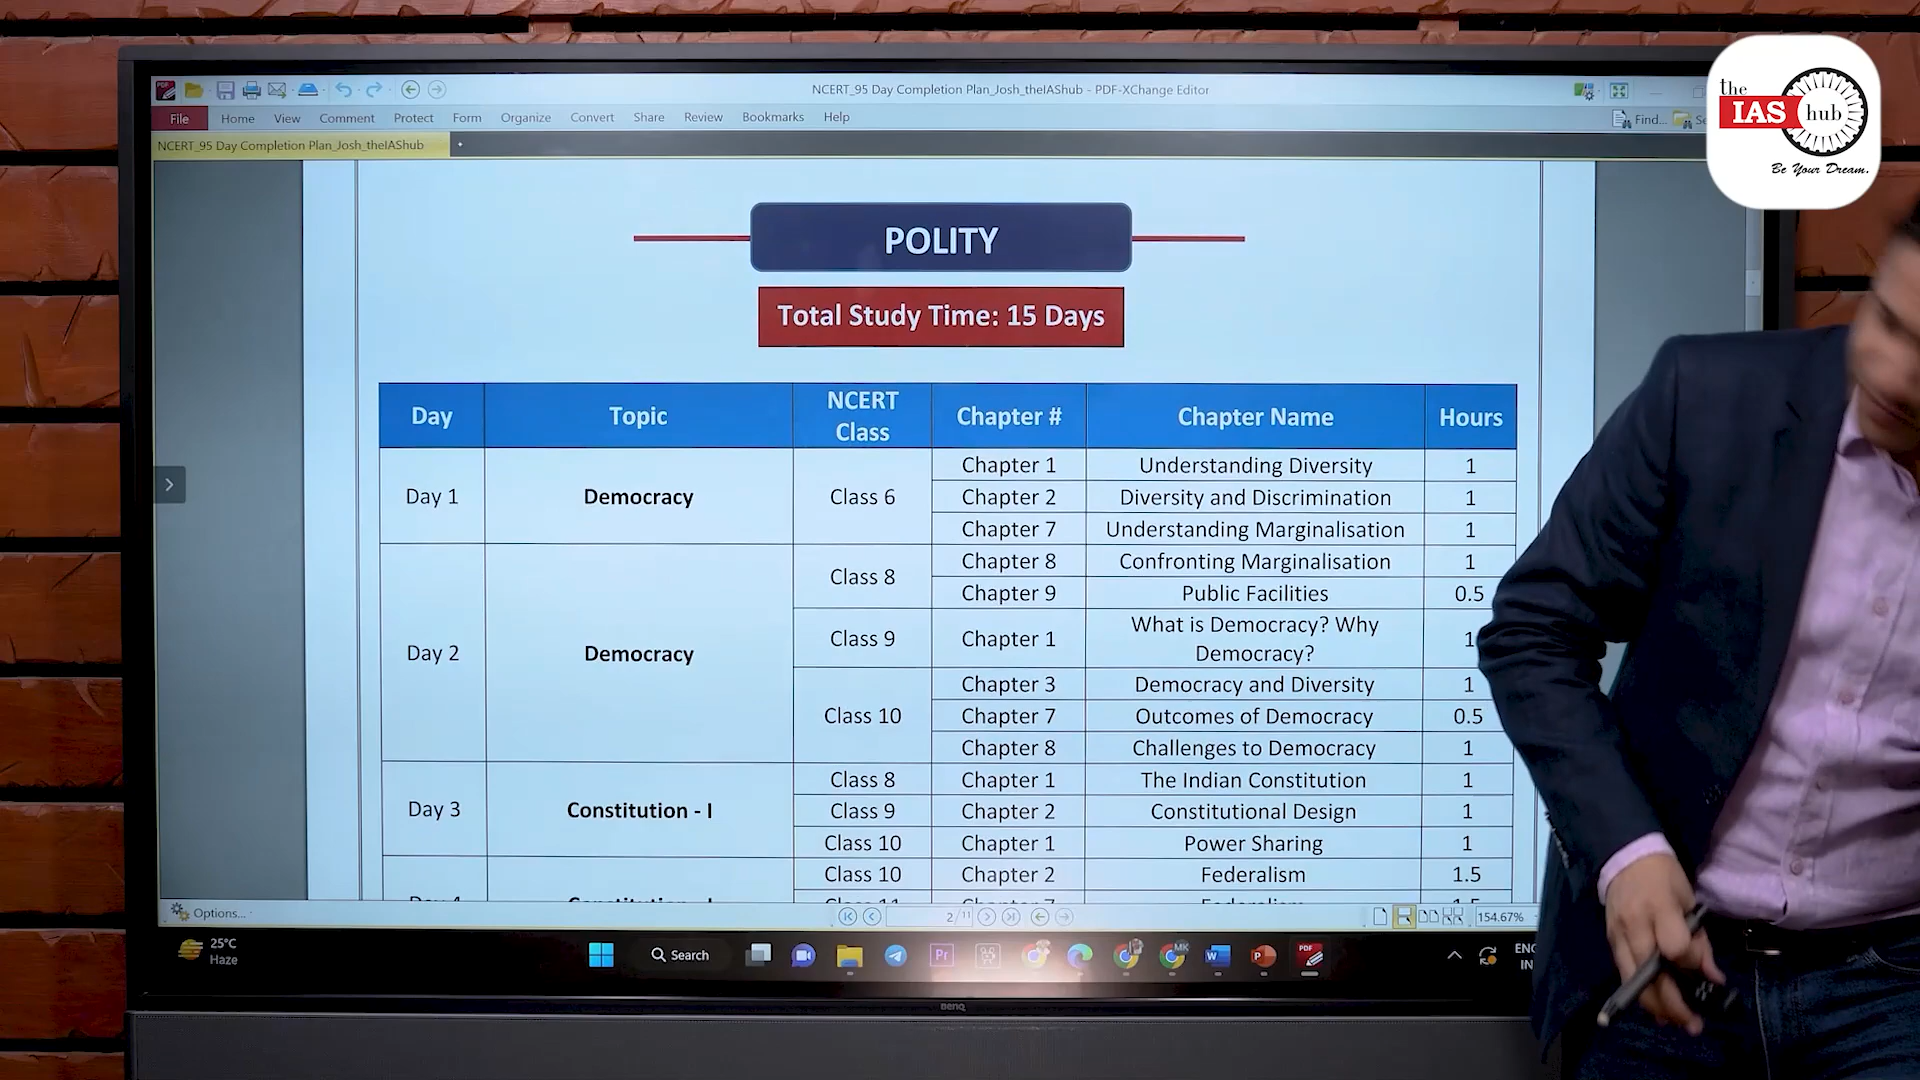 NCERT_95 Day Completion Plan_Josh_theIAShub - PDF-XChange Editor
File Home View Comment Protect Form Organize Convert Share Review Bookmarks Help Find...
NCERT_95 Day Completion Plan_Josh_theIAShub
the
IAS hub
Be Your Dream.
POLITY
Total Study Time: 15 Days
Day Topic NCERT Class Chapter # Chapter Name Hours
Day 1 Democracy Class 6 Chapter 1 Understanding Diversity 1
Chapter 2 Diversity and Discrimination 1
Chapter 7 Understanding Marginalisation 1
Day 2 Democracy Class 8 Chapter 8 Confronting Marginalisation 1
Chapter 9 Public Facilities 0.5
Class 9 Chapter 1 What is Democracy? Why Democracy? 1
Class 10 Chapter 3 Democracy and Diversity 1
Chapter 7 Outcomes of Democracy 0.5
Chapter 8 Challenges to Democracy 1
Day 3 Constitution - I Class 8 Chapter 1 The Indian Constitution 1
Class 9 Chapter 2 Constitutional Design 1
Class 10 Chapter 1 Power Sharing 1
Class 10 Chapter 2 Federalism 1.5
Options...
2 / 11
154.67%
25°C
Haze
Search
ENG
IN
BenQ